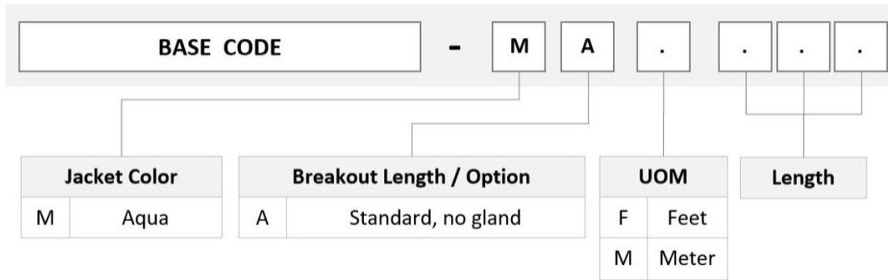 BASE CODE - M A . . . .
Jacket Color Breakout Length / Option UOM Length
M Aqua A Standard, no gland F Feet
M Meter